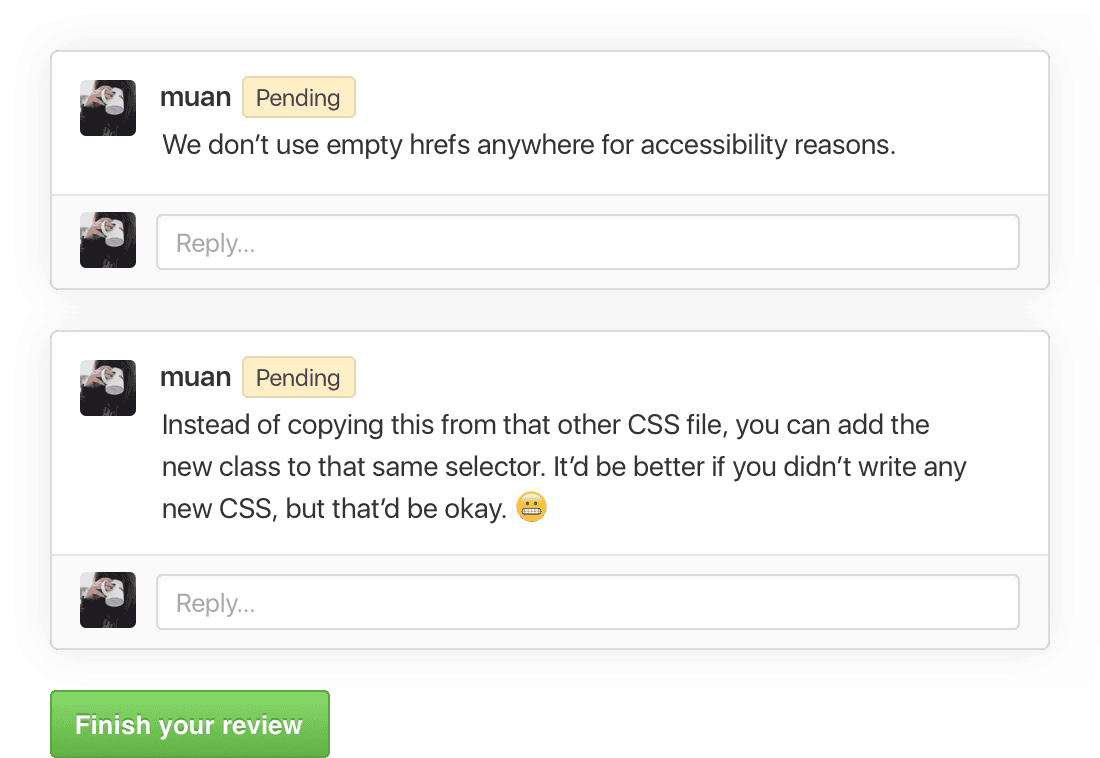 muan Pending
We don’t use empty hrefs anywhere for accessibility reasons.
Reply...
muan Pending
Instead of copying this from that other CSS file, you can add the
new class to that same selector. It’d be better if you didn’t write any
new CSS, but that’d be okay. 😬
Reply...
Finish your review